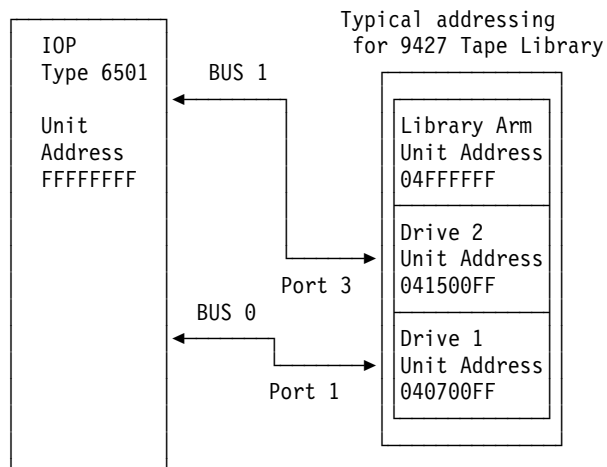 Typical addressing
for 9427 Tape Library
IOP
Type 6501
BUS 1
Unit
Address
FFFFFFFF
Library Arm
Unit Address
04FFFFFF
Drive 2
Unit Address
041500FF
Port 3
BUS 0
Drive 1
Unit Address
040700FF
Port 1